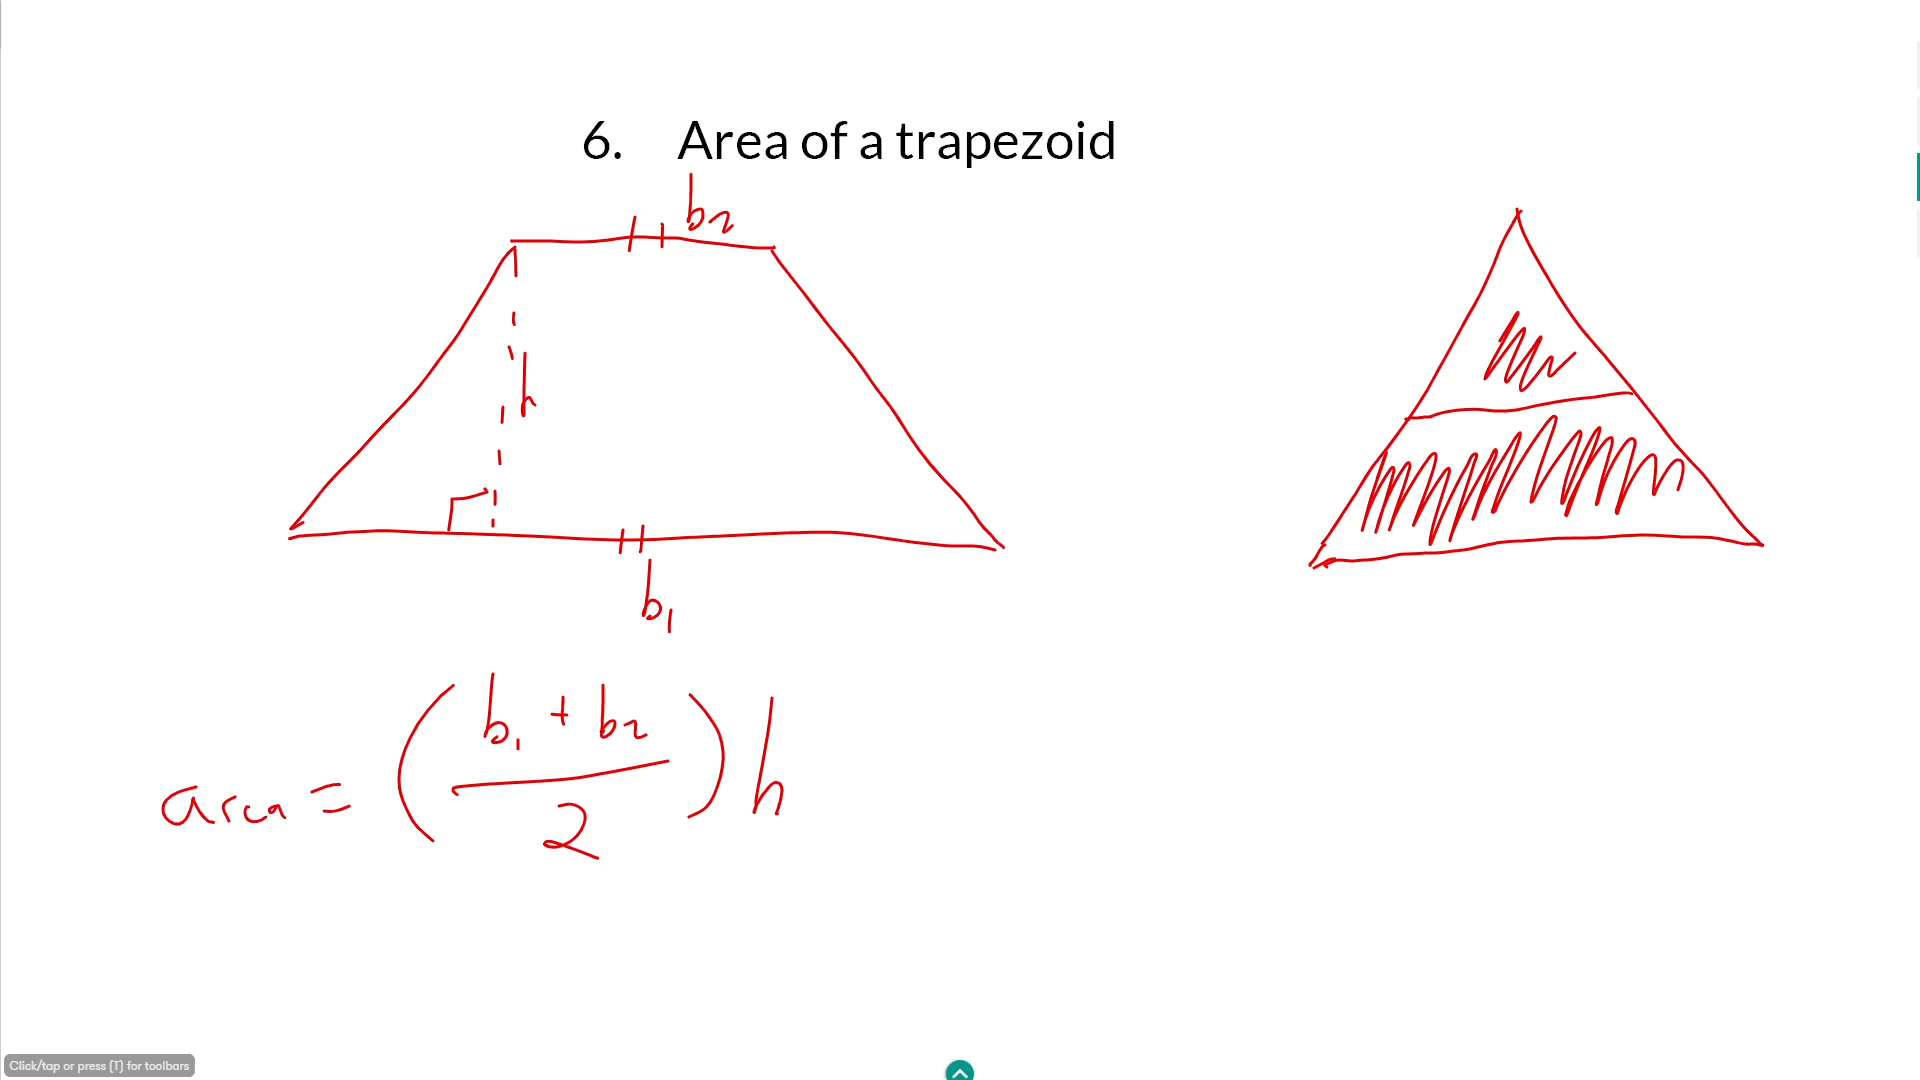 6. Area of a trapezoid
b2
h
b1
area = (b1 + b2 / 2) h
Click/tap or press (T) for toolbars